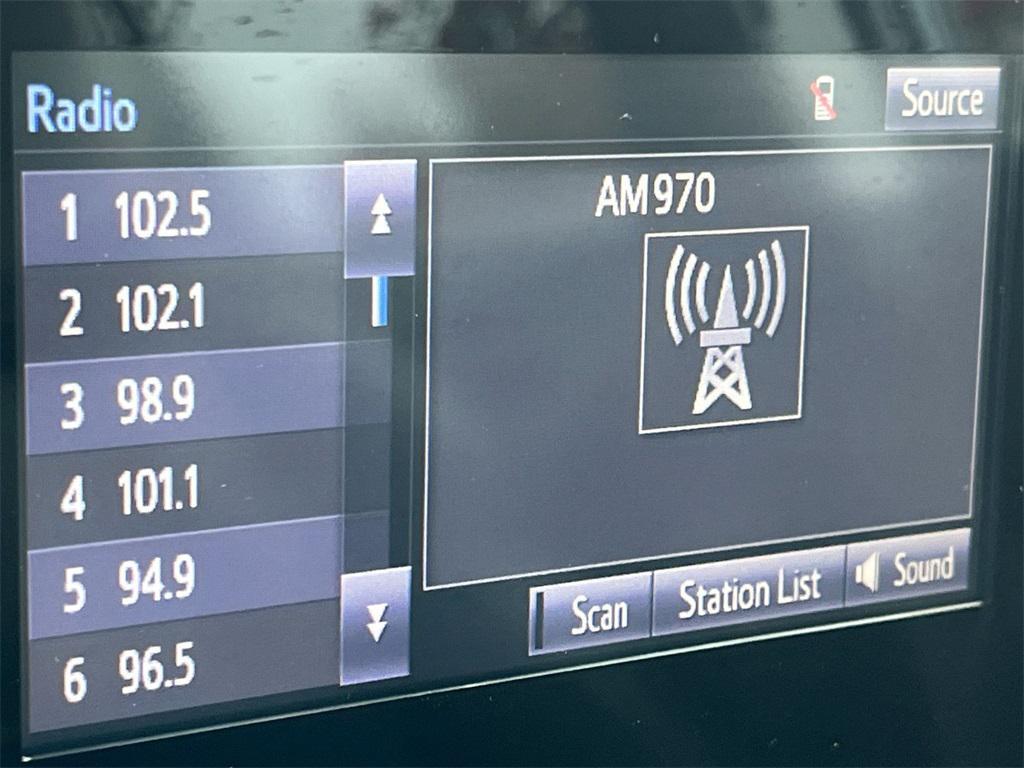 Radio
Source
1 102.5
2 102.1
3 98.9
4 101.1
5 94.9
6 96.5
AM 970
Scan
Station List
Sound